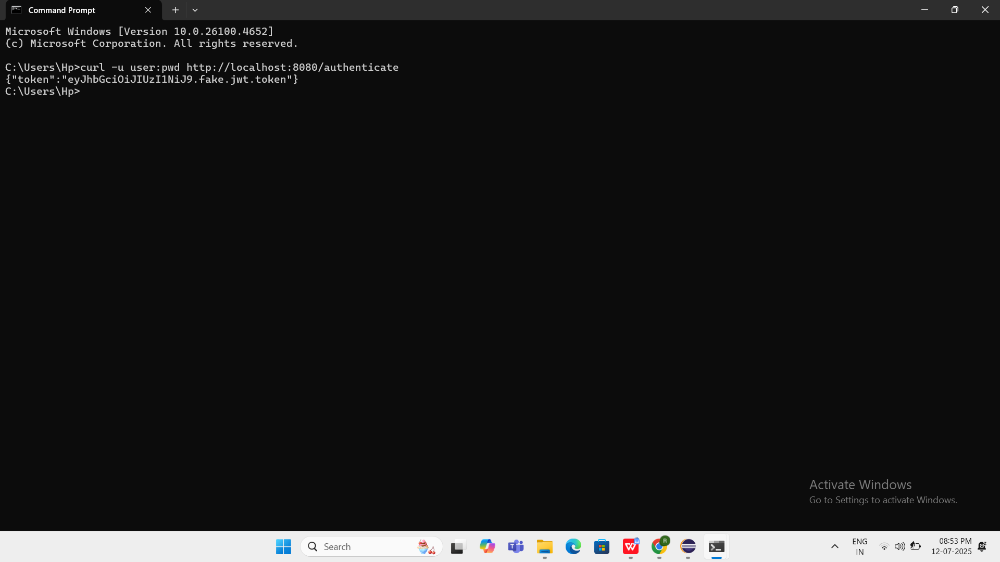 Command Prompt
Microsoft Windows [Version 10.0.26100.4652]
(c) Microsoft Corporation. All rights reserved.
C:\Users\Hp>curl -u user:pwd http://localhost:8080/authenticate
{"token":"eyJhbGciOiJIUzI1NiJ9.fake.jwt.token"}
C:\Users\Hp>
Activate Windows
Go to Settings to activate Windows.
Search
ENG
IN
08:53 PM
12-07-2025